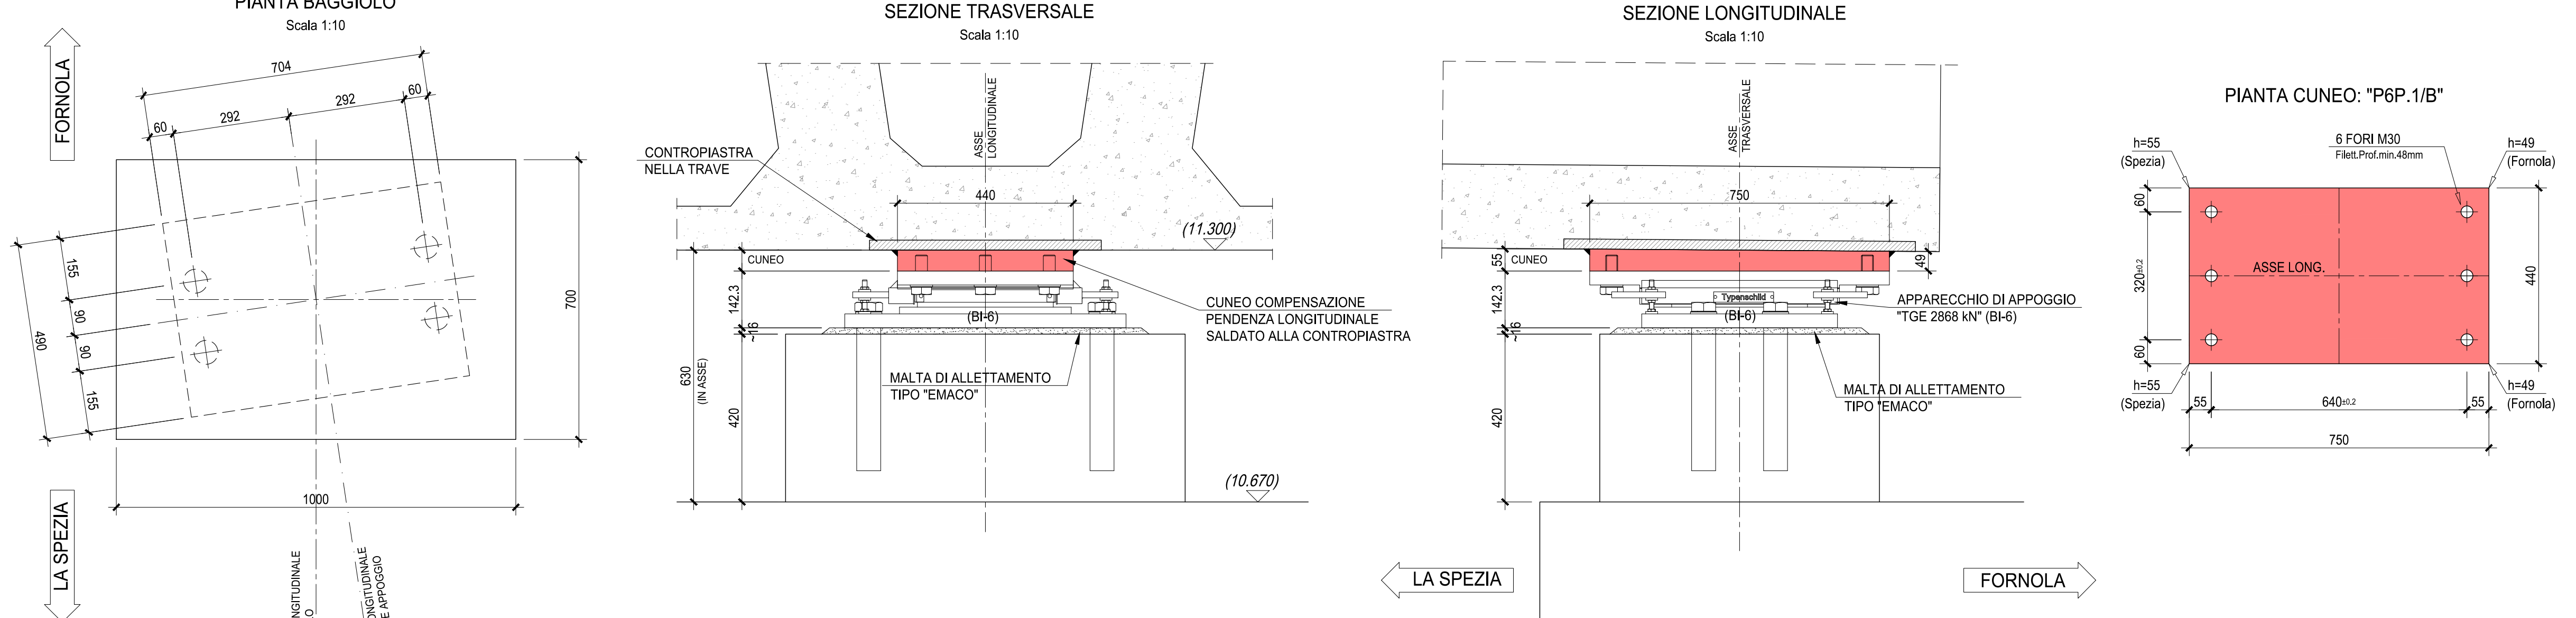 PIANTA BAGGIOLO
Scala 1:10
FORNOLA
704
292
292
60
60
155
90
90
155
490
700
1000
LA SPEZIA
SEZIONE TRASVERSALE
Scala 1:10
ASSE
LONGITUDINALE
CONTROPIASTRA
NELLA TRAVE
440
(11.300)
CUNEO
142.3
~16
630
(IN ASSE)
420
(BI-6)
CUNEO COMPENSAZIONE
PENDENZA LONGITUDINALE
SALDATO ALLA CONTROPIASTRA
MALTA DI ALLETTAMENTO
TIPO "EMACO"
(10.670)
SEZIONE LONGITUDINALE
Scala 1:10
ASSE
TRASVERSALE
750
55
CUNEO
49
142.3
~16
420
Typenschild
(BI-6)
APPARECCHIO DI APPOGGIO
"TGE 2868 kN" (BI-6)
MALTA DI ALLETTAMENTO
TIPO "EMACO"
LA SPEZIA
FORNOLA
PIANTA CUNEO: "P6P.1/B"
h=55
(Spezia)
6 FORI M30
Filett.Prof.min.48mm
h=49
(Fornola)
60
320±0.2
60
ASSE LONG.
440
h=55
(Spezia)
h=49
(Fornola)
55
640±0.2
55
750